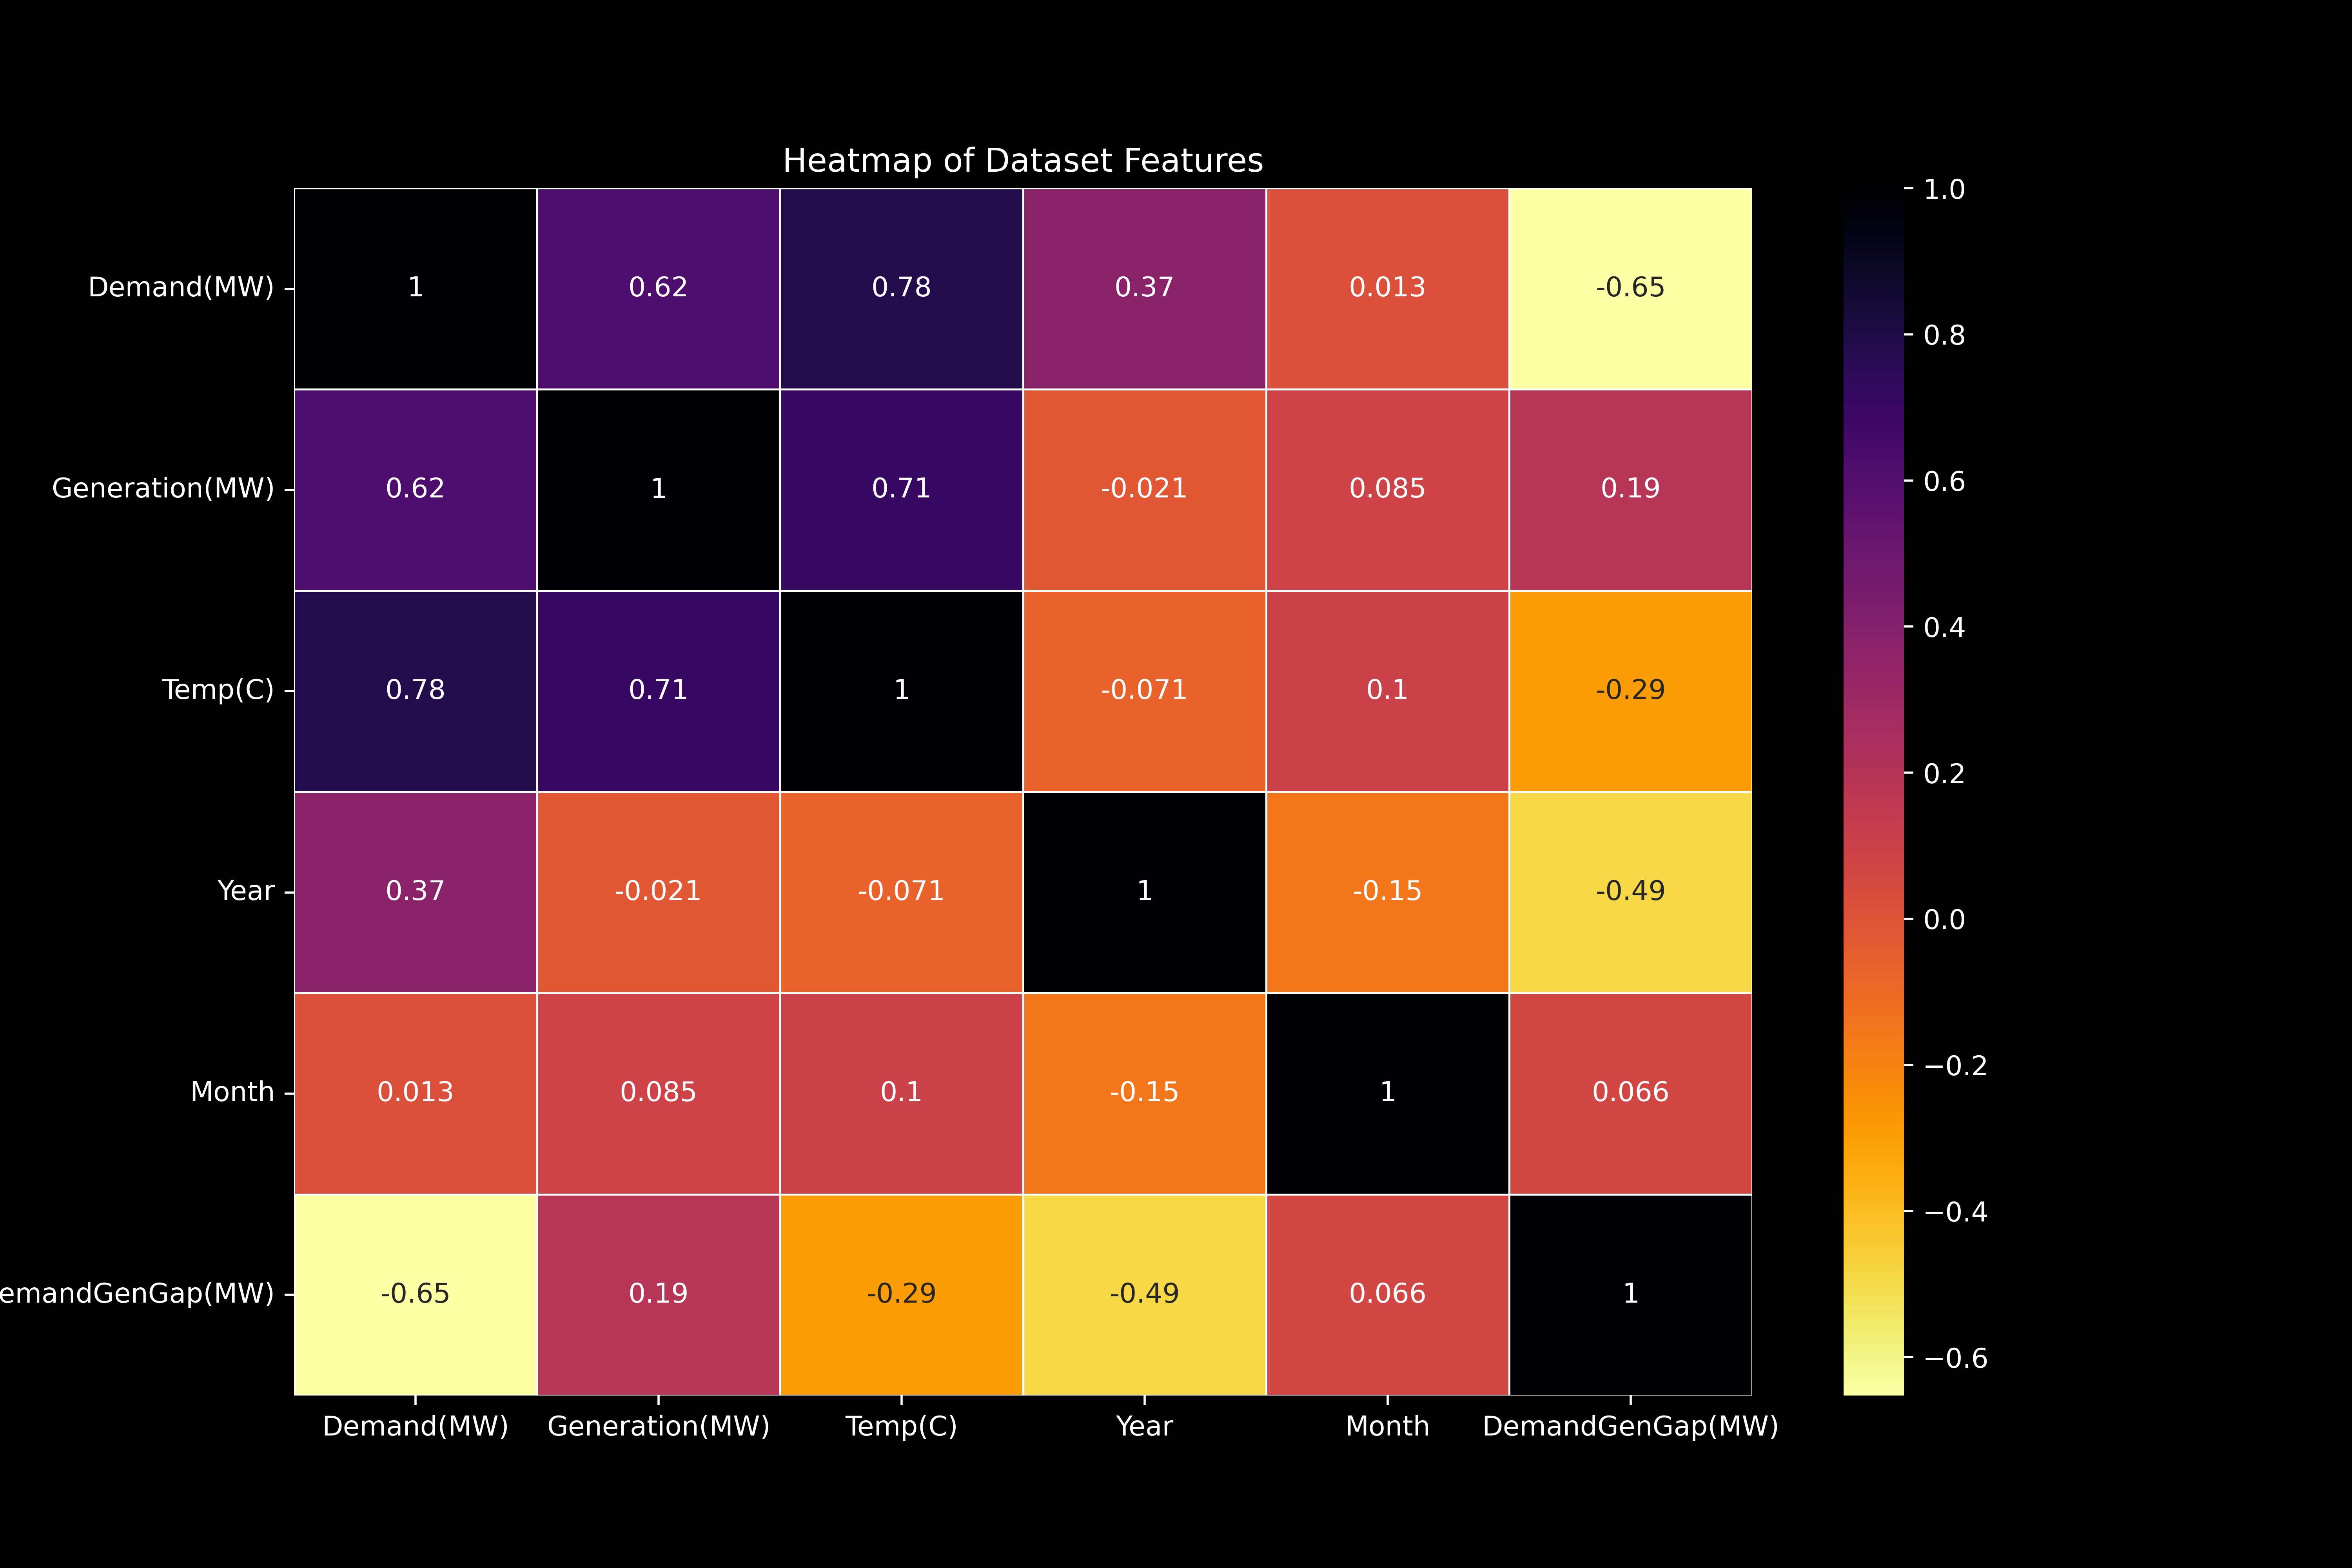 Heatmap of Dataset Features
Demand(MW) 1 0.62 0.78 0.37 0.013 -0.65
Generation(MW) 0.62 1 0.71 -0.021 0.085 0.19
Temp(C) 0.78 0.71 1 -0.071 0.1 -0.29
Year 0.37 -0.021 -0.071 1 -0.15 -0.49
Month 0.013 0.085 0.1 -0.15 1 0.066
emandGenGap(MW) -0.65 0.19 -0.29 -0.49 0.066 1
Demand(MW) Generation(MW) Temp(C) Year Month DemandGenGap(MW)
1.0
0.8
0.6
0.4
0.2
0.0
−0.2
−0.4
−0.6